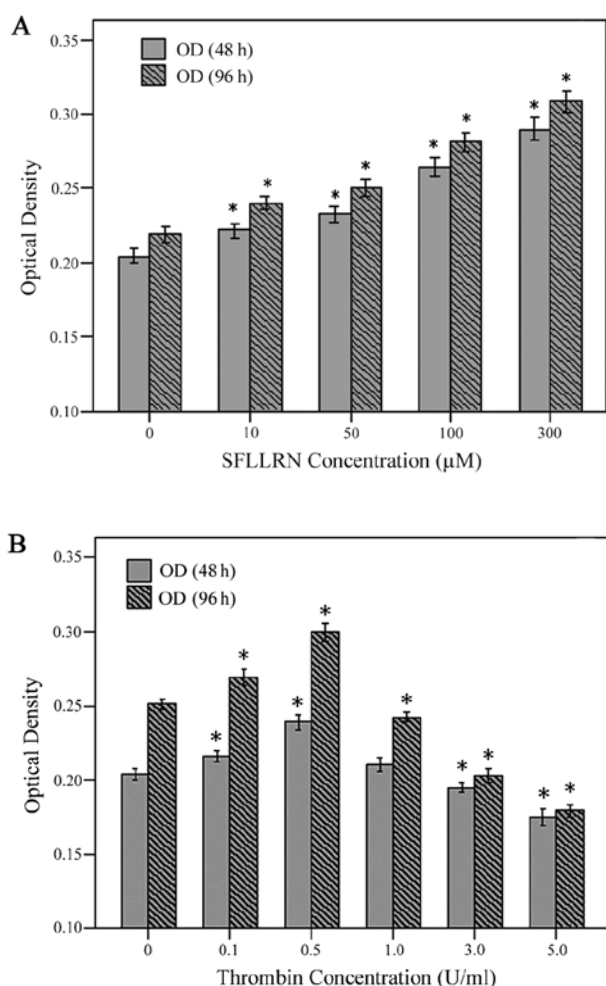 A
0.35
OD (48 h)
OD (96 h)
0.30
0.25
0.20
0.15
0.10
Optical Density
* * * * * * * *
0 10 50 100 300
SFLLRN Concentration (μM)
B
0.35
OD (48 h)
OD (96 h)
0.30
0.25
0.20
0.15
0.10
Optical Density
* * * * * * * * *
0 0.1 0.5 1.0 3.0 5.0
Thrombin Concentration (U/ml)